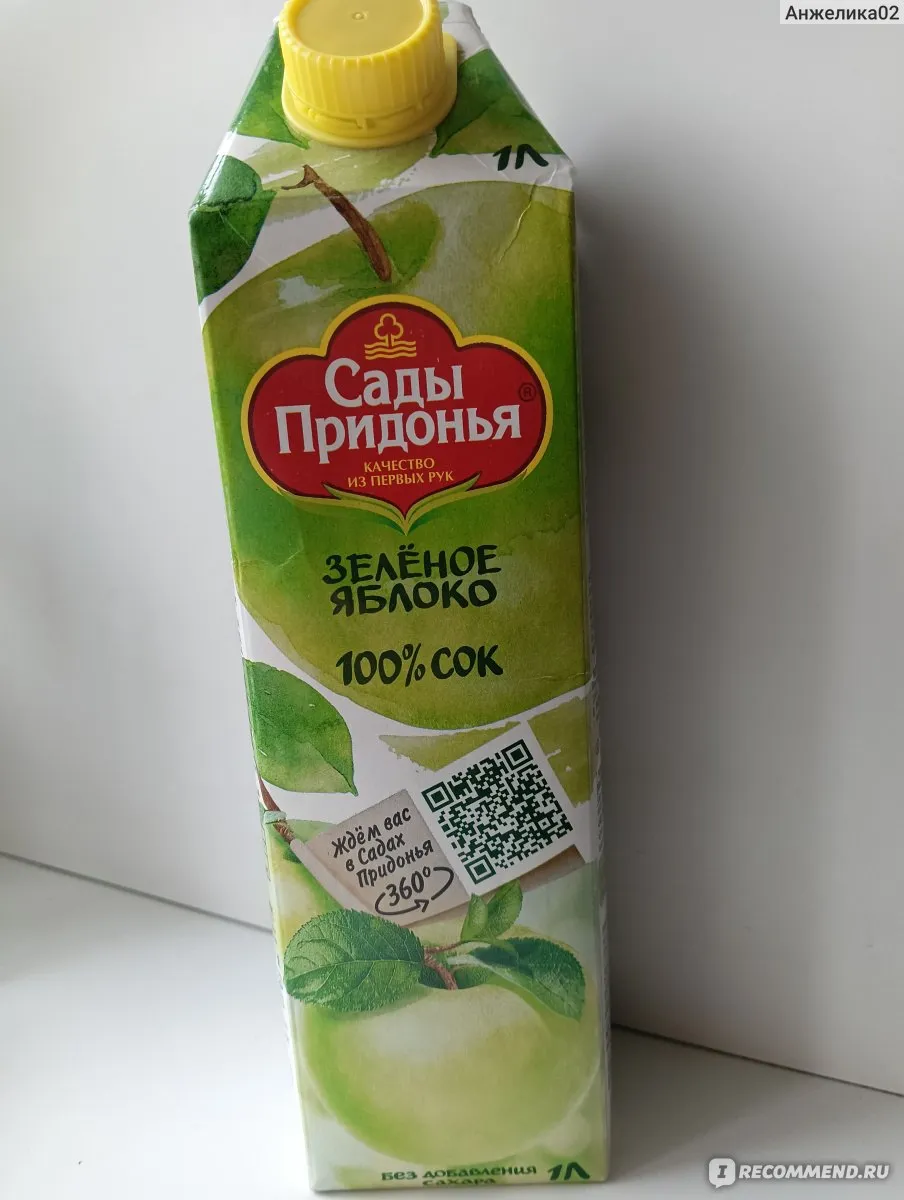 Анжелика02
1Л
Сады
Придонья
®
КАЧЕСТВО
ИЗ ПЕРВЫХ РУК
ЗЕЛЁНОЕ
ЯБЛОКО
100% СОК
Ждём вас
в Садах
Придонья
360°
БЕЗ ДОБАВЛЕНИЯ
САХАРА
1Л
IRECOMMEND.RU